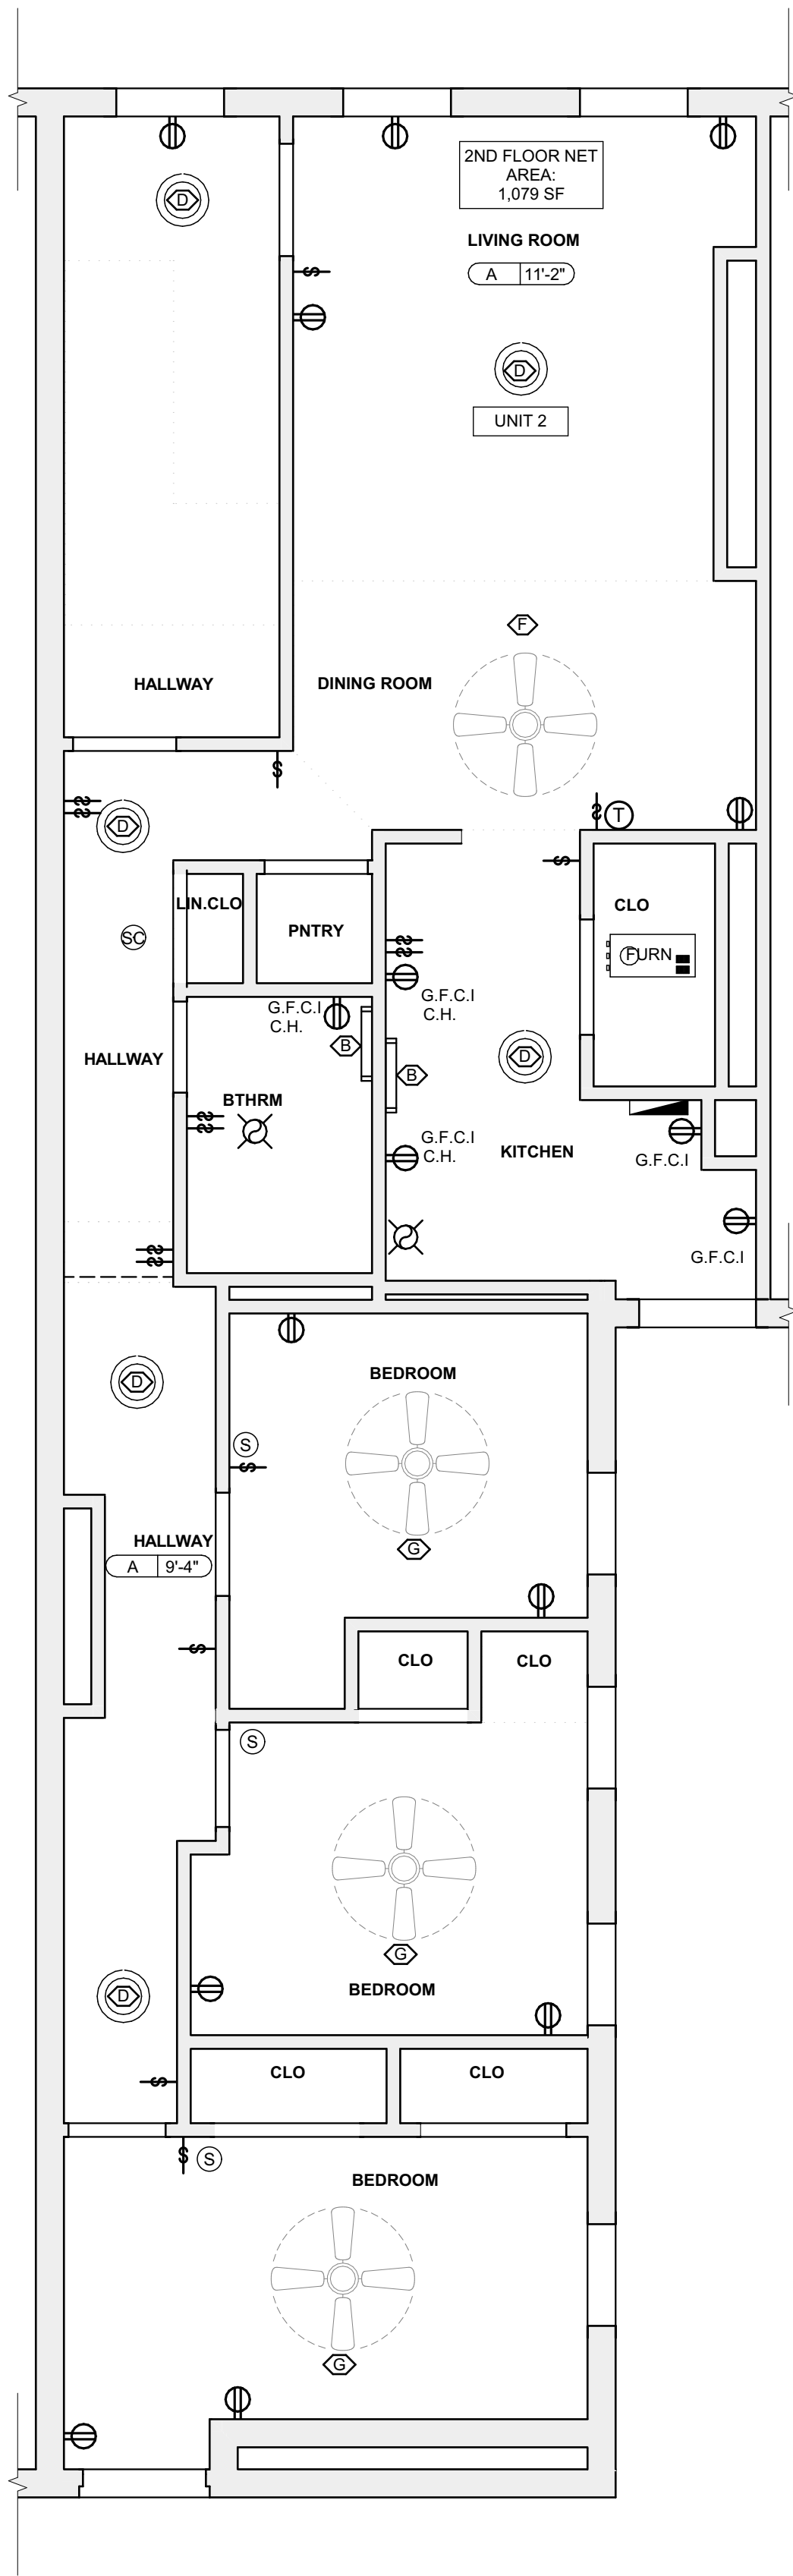 2ND FLOOR NET
AREA:
1,079 SF
D
LIVING ROOM
A 11'-2"
S
D
UNIT 2
F
HALLWAY
DINING ROOM
S
S
S
D
S
T
S
LIN.CLO
PNTRY
CLO
SC
S
S
FURN
G.F.C.I
C.H.
G.F.C.I
C.H.
B
D
HALLWAY
B
BTHRM
S
S
G.F.C.I
C.H.
KITCHEN
G.F.C.I
S
S
G.F.C.I
D
BEDROOM
S
S
HALLWAY
G
A 9'-4"
S
CLO
CLO
S
G
BEDROOM
D
S
CLO
CLO
S
S
BEDROOM
G